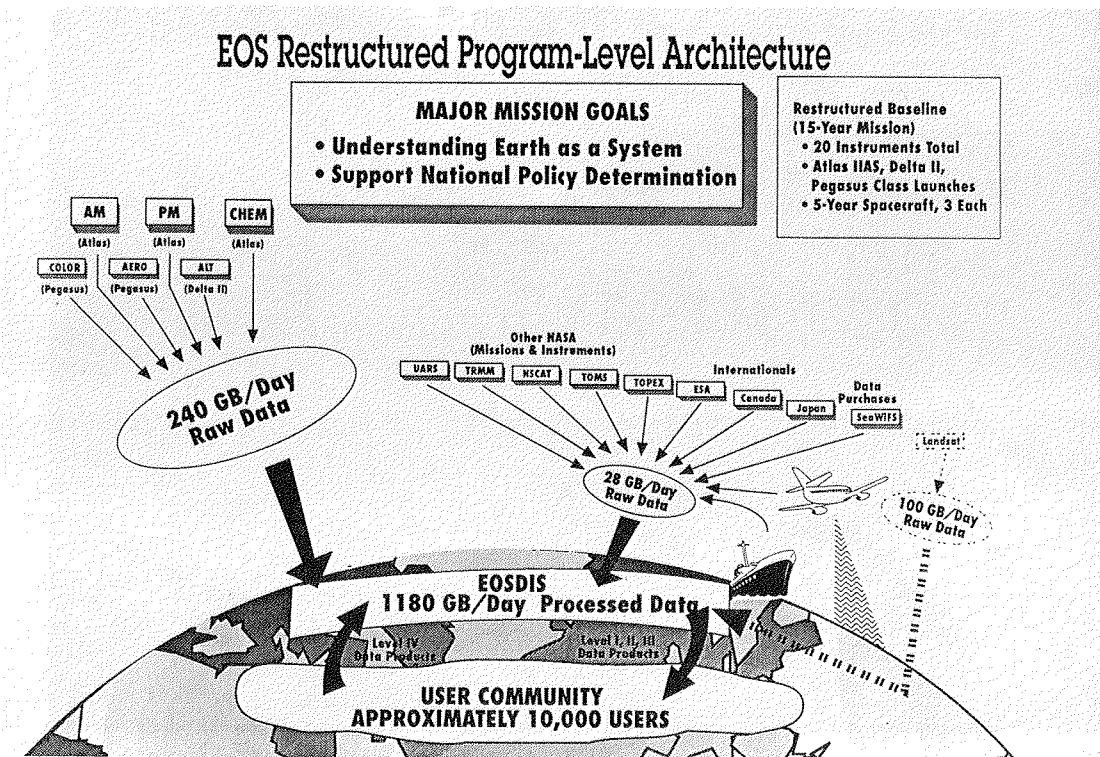 EOS Restructured Program-Level Architecture
MAJOR MISSION GOALS
• Understanding Earth as a System
• Support National Policy Determination
Restructured Baseline
(15-Year Mission)
• 20 Instruments Total
• Atlas IIAS, Delta II,
Pegasus Class Launches
• 5-Year Spacecraft, 3 Each
AM
(Atlas)
PM
(Atlas)
CHEM
(Atlas)
COLOR
(Pegasus)
AERO
(Pegasus)
ALT
(Delta II)
240 GB/Day
Raw Data
Other NASA
(Missions & Instruments)
UARS
TRMM
NSCAT
TOMS
TOPEX
ESA
Internationals
Canada
Japan
Data
Purchases
SeaWiFS
Landsat
28 GB/Day
Raw Data
100 GB/Day
Raw Data
EOSDIS
1180 GB/Day Processed Data
Level IV
Data Products
Level I, II, III
Data Products
USER COMMUNITY
APPROXIMATELY 10,000 USERS